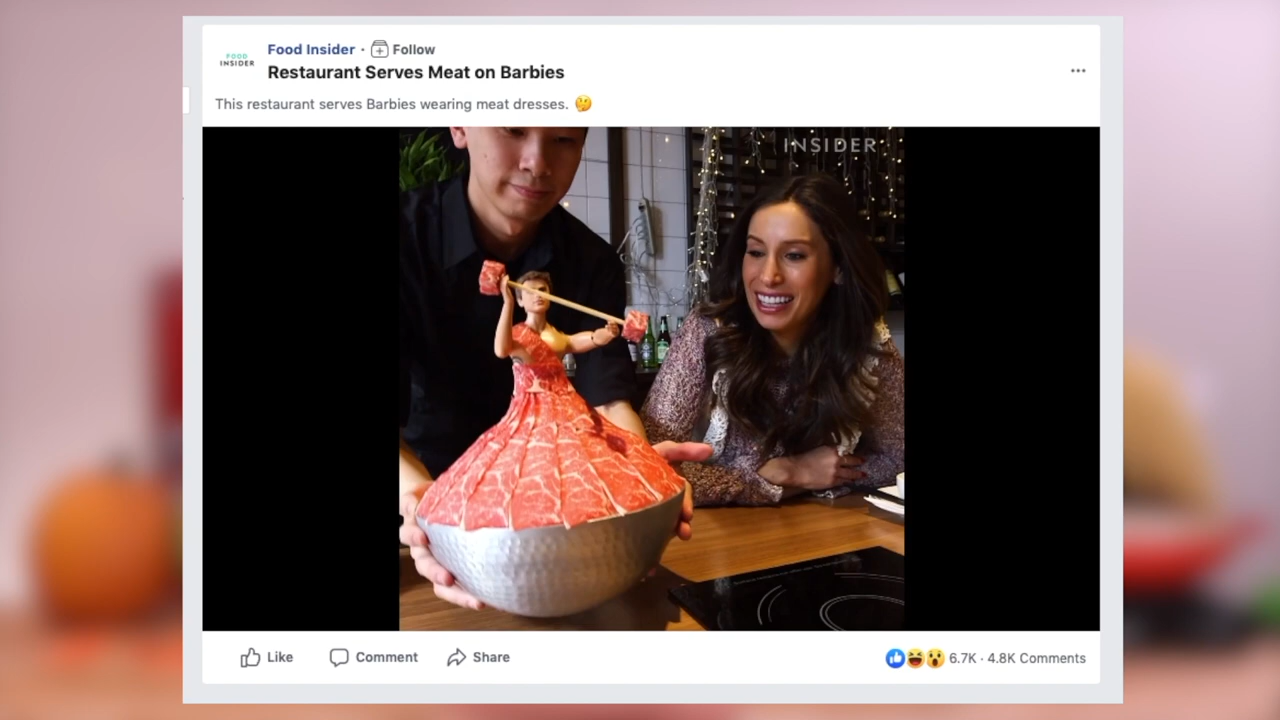 FOOD
INSIDER
Food Insider · Follow
Restaurant Serves Meat on Barbies
This restaurant serves Barbies wearing meat dresses. 🤔
INSIDER
Like Comment Share 6.7K · 4.8K Comments